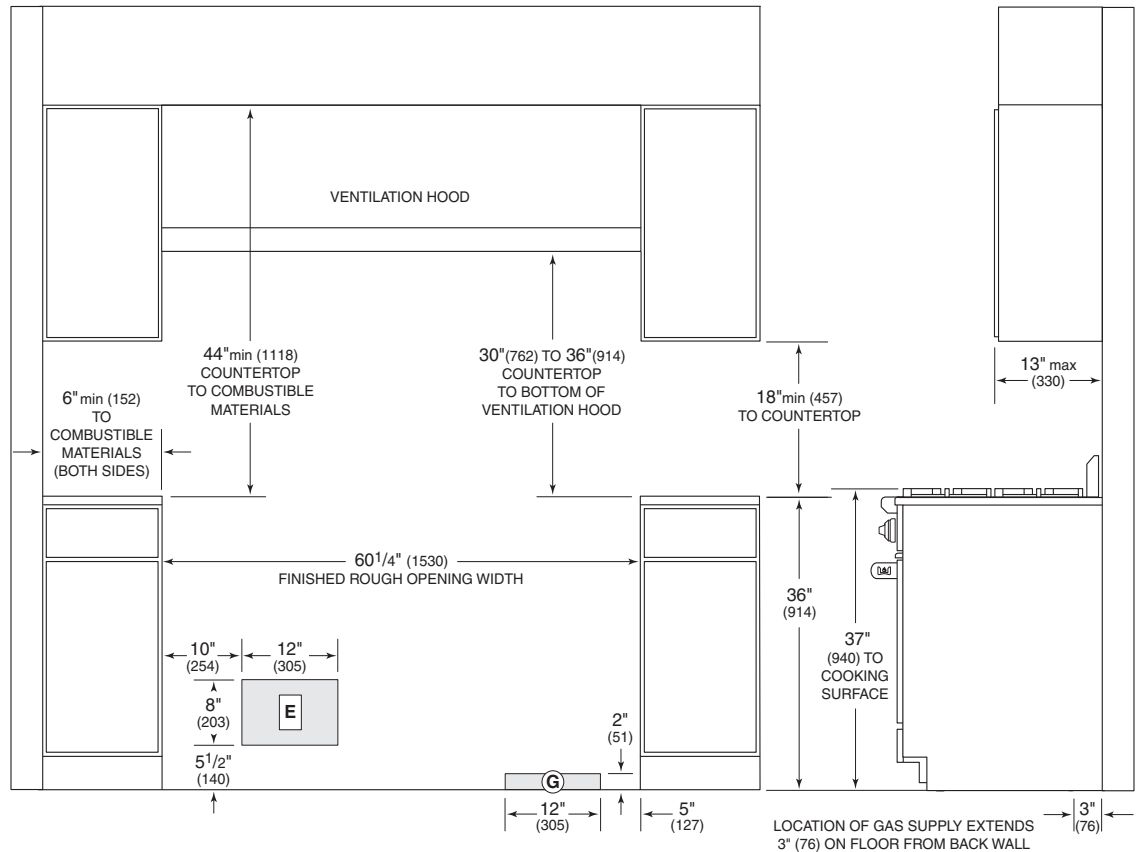 VENTILATION HOOD
44"min (1118)
COUNTERTOP
TO COMBUSTIBLE
MATERIALS
30"(762) TO 36"(914)
COUNTERTOP
TO BOTTOM OF
VENTILATION HOOD
13" max
(330)
6" min (152)
TO
COMBUSTIBLE
MATERIALS
(BOTH SIDES)
18"min (457)
TO COUNTERTOP
60 1/4" (1530)
FINISHED ROUGH OPENING WIDTH
36"
(914)
37"
(940) TO
COOKING
SURFACE
10"
(254)
12"
(305)
8"
(203)
E
5 1/2"
(140)
2"
(51)
G
12"
(305)
5"
(127)
3"
(76)
LOCATION OF GAS SUPPLY EXTENDS
3" (76) ON FLOOR FROM BACK WALL